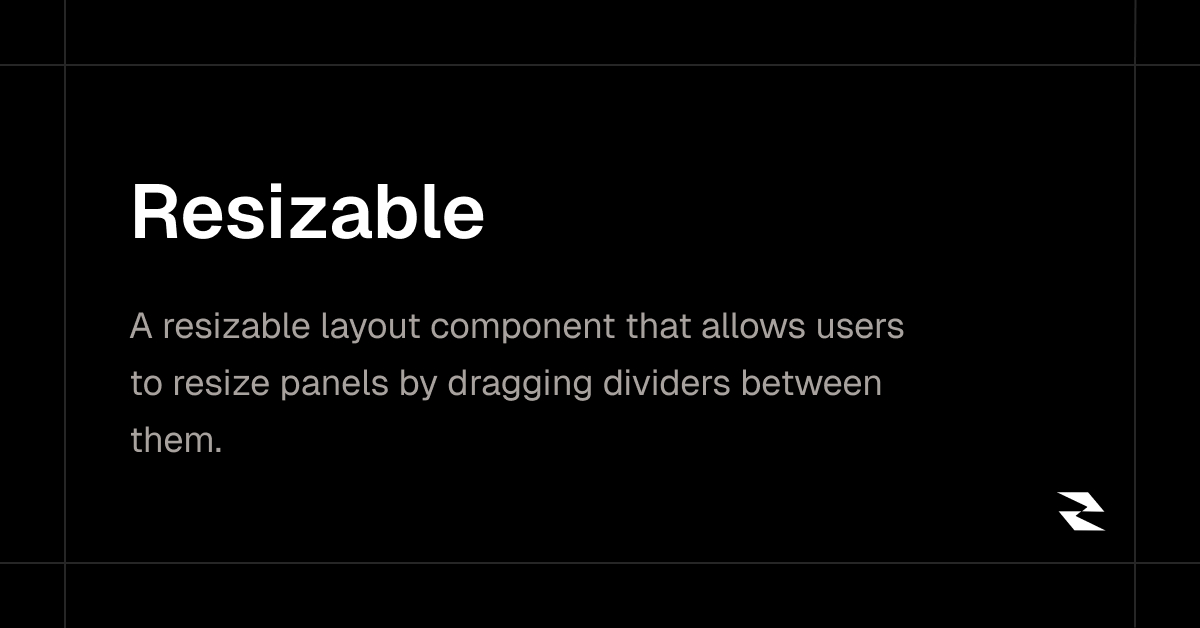 Resizable
A resizable layout component that allows users
to resize panels by dragging dividers between
them.